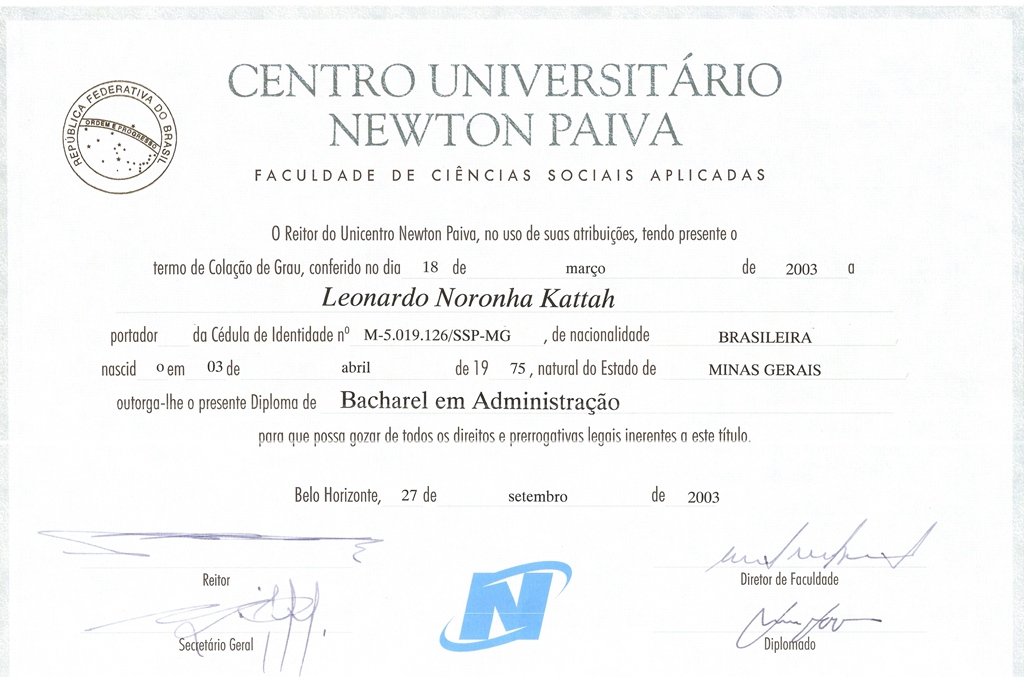 REPÚBLICA FEDERATIVA DO BRASIL
ORDEM E PROGRESSO
CENTRO UNIVERSITÁRIO
NEWTON PAIVA
FACULDADE DE CIÊNCIAS SOCIAIS APLICADAS
O Reitor do Unicentro Newton Paiva, no uso de suas atribuições, tendo presente o
termo de Colação de Grau, conferido no dia 18 de março de 2003 a
Leonardo Noronha Kattah
portador da Cédula de Identidade nº M-5.019.126/SSP-MG , de nacionalidade BRASILEIRA
nascid o em 03 de abril de 19 75 , natural do Estado de MINAS GERAIS
outorga-lhe o presente Diploma de Bacharel em Administração
para que possa gozar de todos os direitos e prerrogativas legais inerentes a este título.
Belo Horizonte, 27 de setembro de 2003
Reitor
Diretor de Faculdade
Secretário Geral
N
Diplomado